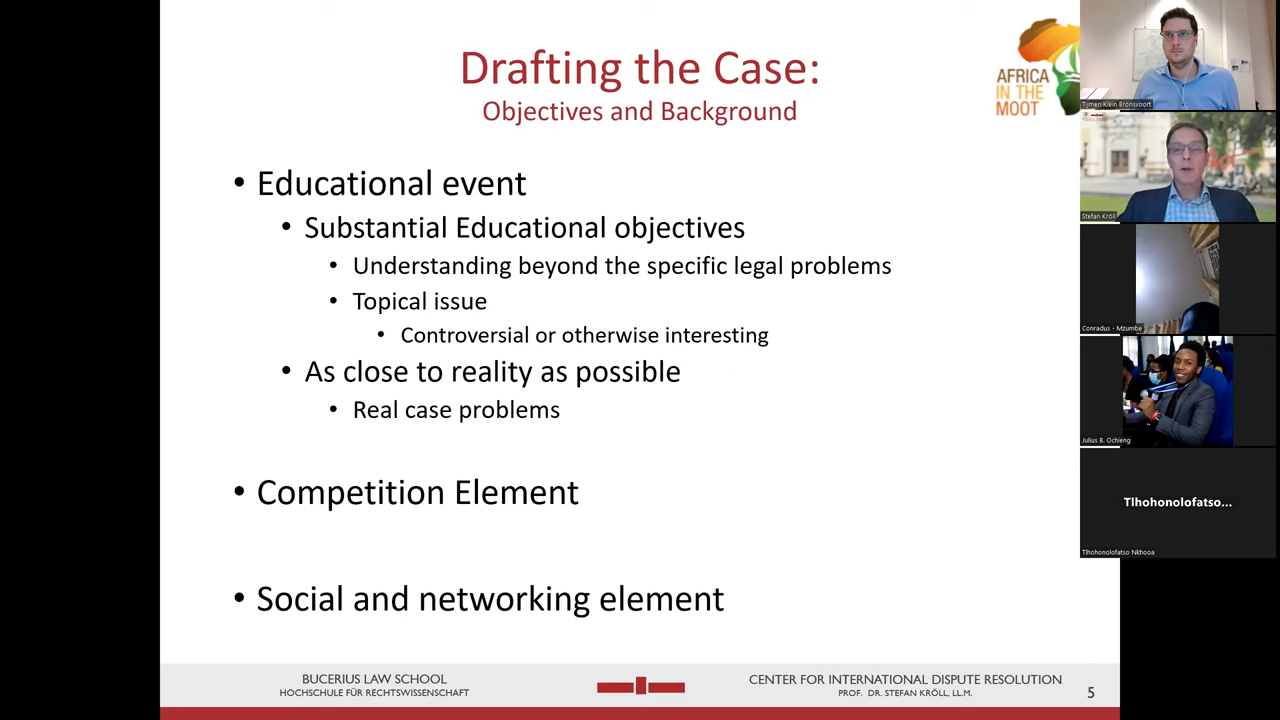 Drafting the Case:
Objectives and Background
AFRICA
IN THE
MOOT
• Educational event
• Substantial Educational objectives
• Understanding beyond the specific legal problems
• Topical issue
• Controversial or otherwise interesting
• As close to reality as possible
• Real case problems
• Competition Element
• Social and networking element
BUCERIUS LAW SCHOOL
HOCHSCHULE FÜR RECHTSWISSENSCHAFT
CENTER FOR INTERNATIONAL DISPUTE RESOLUTION
PROF. DR. STEFAN KRÖLL, LL.M.
5
Tijmen Klein Bronsvoort
Stefan Kröll
Conradus - Mzumbe
Julius B. Ochieng
Tlhohonolofatso...
Tlhohonolofatso Nkhooa